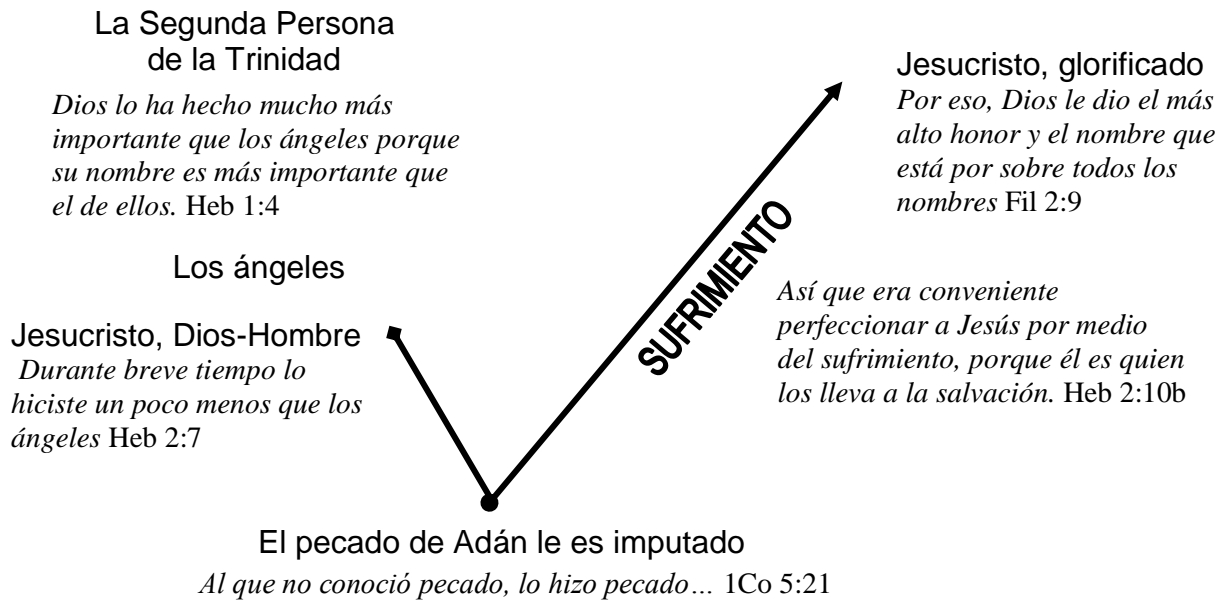 La Segunda Persona
de la Trinidad
Dios lo ha hecho mucho más
importante que los ángeles porque
su nombre es más importante que
el de ellos. Heb 1:4
Los ángeles
Jesucristo, Dios-Hombre
Durante breve tiempo lo
hiciste un poco menos que los
ángeles Heb 2:7
El pecado de Adán le es imputado
Al que no conoció pecado, lo hizo pecado… 1Co 5:21
SUFRIMIENTO
Jesucristo, glorificado
Por eso, Dios le dio el más
alto honor y el nombre que
está por sobre todos los
nombres Fil 2:9
Así que era conveniente
perfeccionar a Jesús por medio
del sufrimiento, porque él es quien
los lleva a la salvación. Heb 2:10b